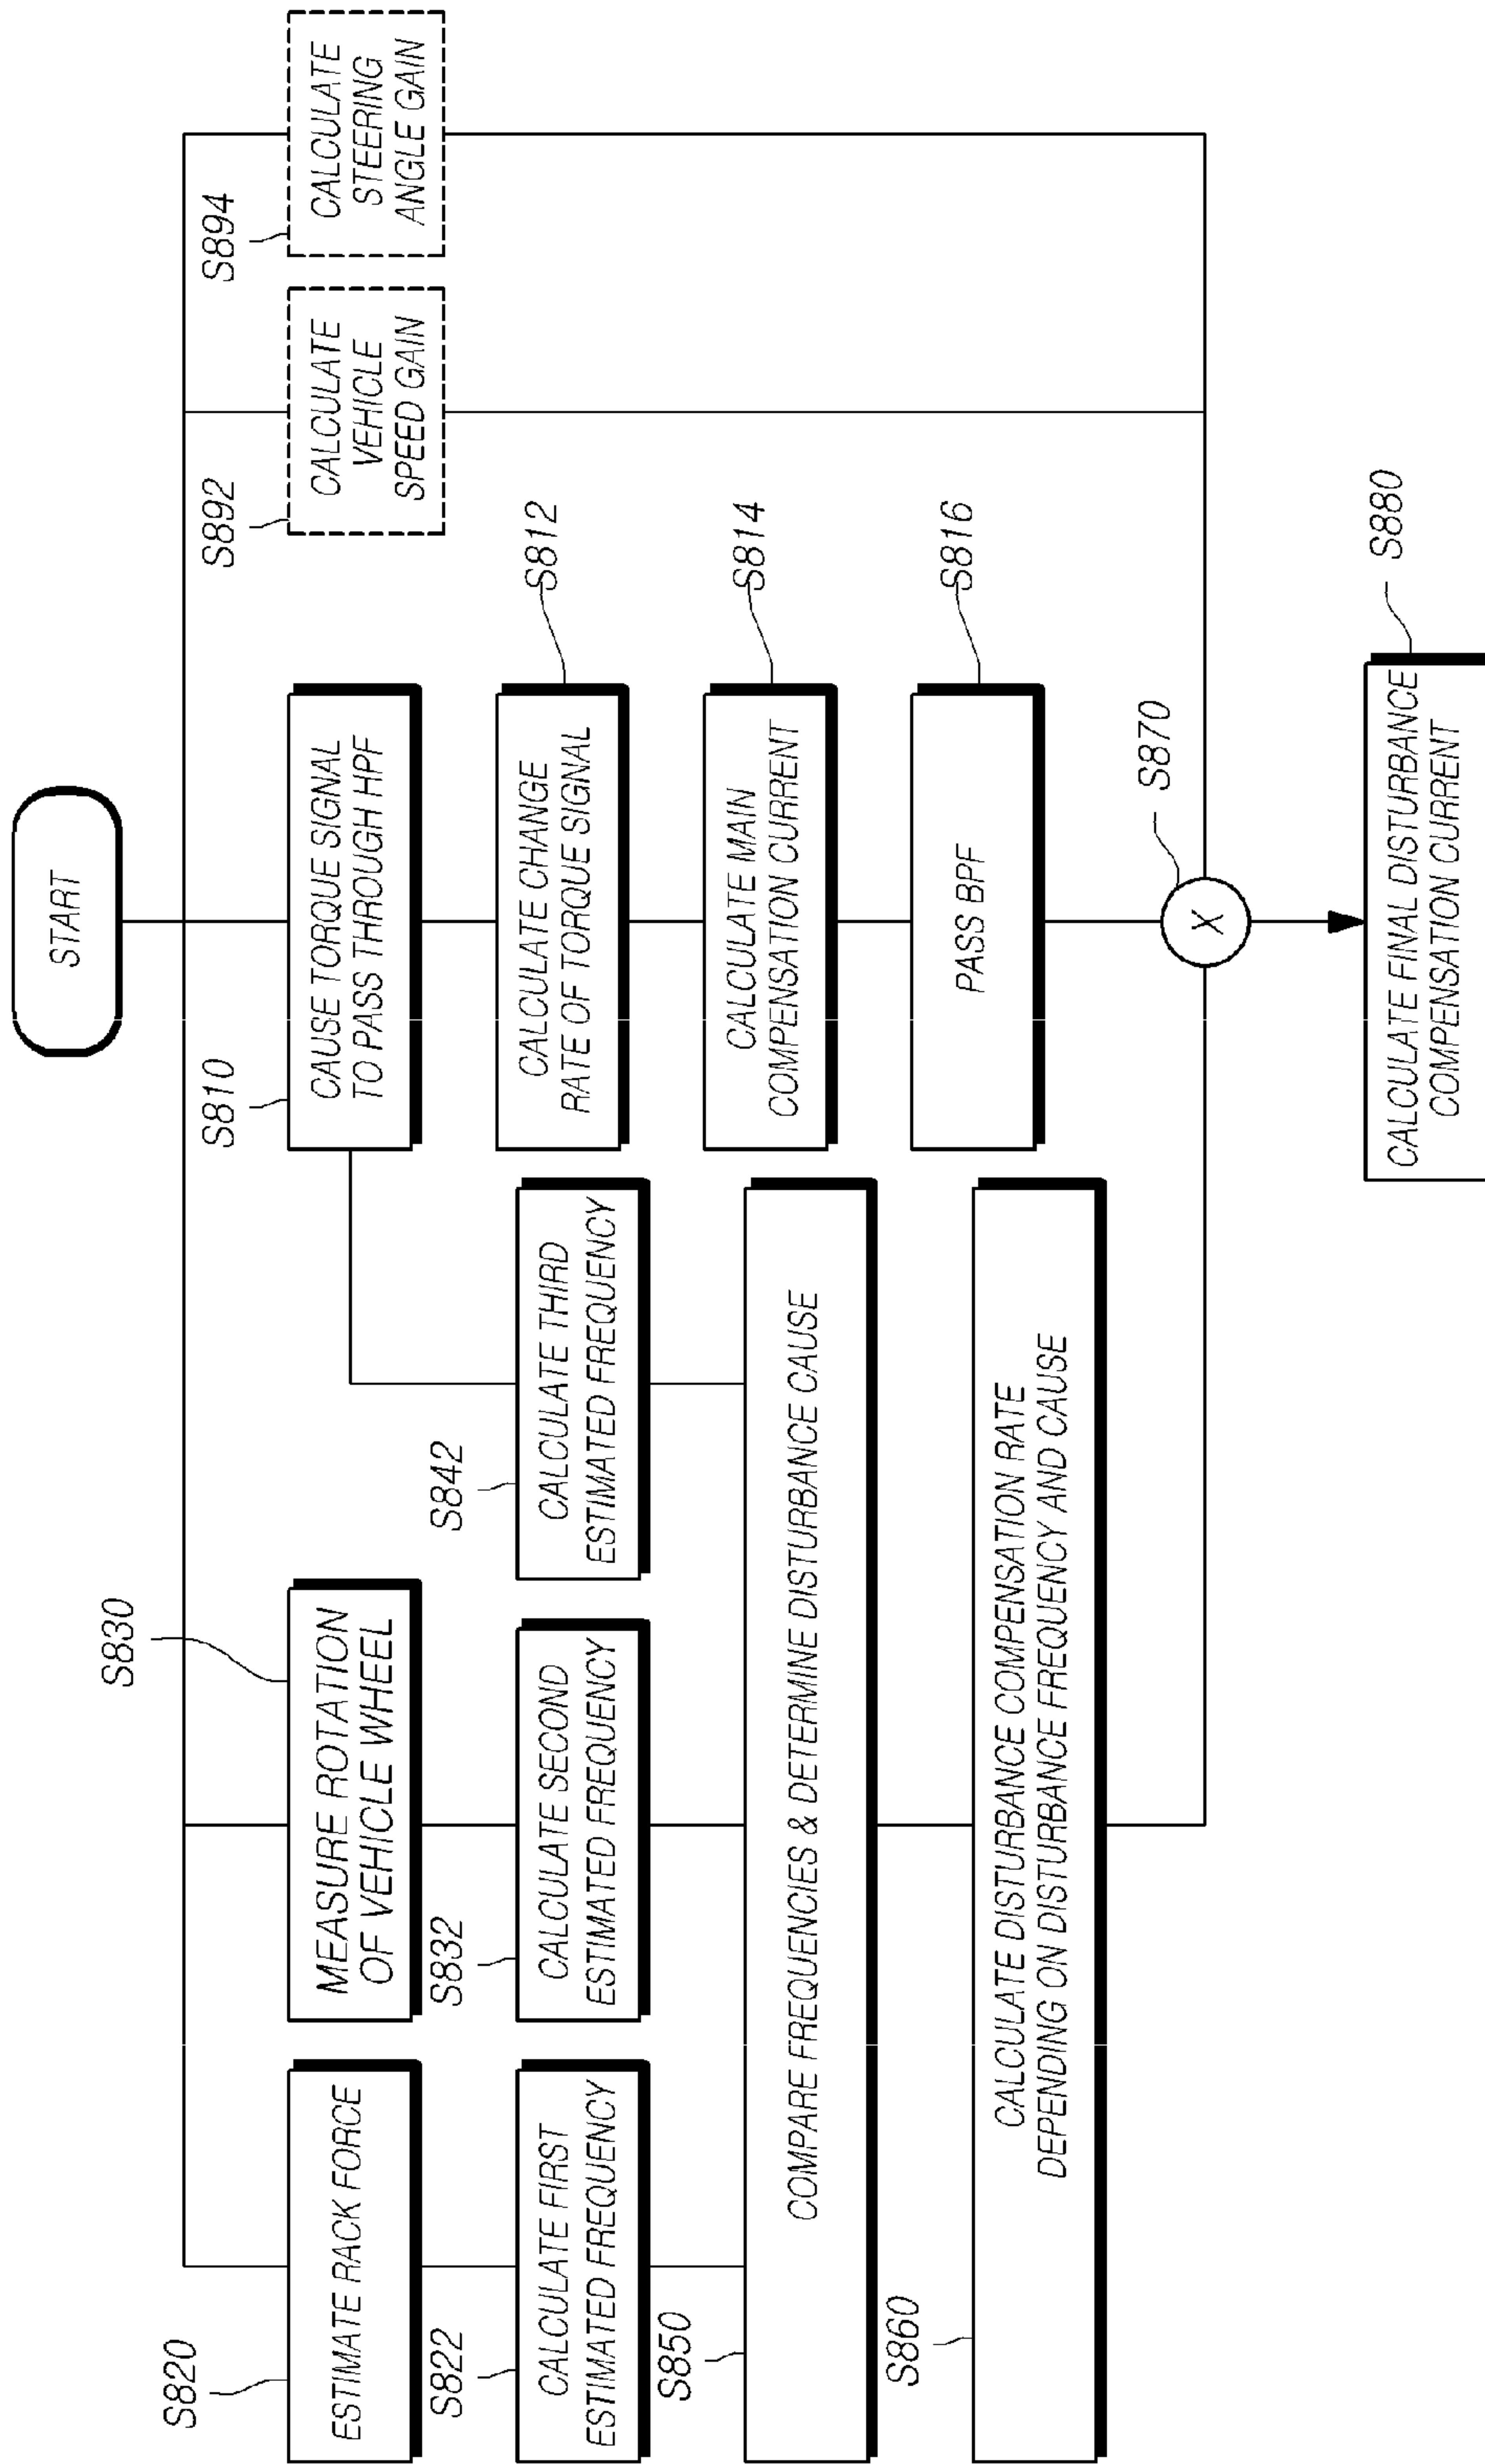 START
S820
ESTIMATE RACK FORCE
S830
MEASURE ROTATION
OF VEHICLE WHEEL
S810
CAUSE TORQUE SIGNAL
TO PASS THROUGH HPF
S892
CALCULATE
VEHICLE
SPEED GAIN
S894
CALCULATE
STEERING
ANGLE GAIN
S822
CALCULATE FIRST
ESTIMATED FREQUENCY
S832
CALCULATE SECOND
ESTIMATED FREQUENCY
S842
CALCULATE THIRD
ESTIMATED FREQUENCY
CALCULATE CHANGE
RATE OF TORQUE SIGNAL
S812
S850
COMPARE FREQUENCIES & DETERMINE DISTURBANCE CAUSE
CALCULATE MAIN
COMPENSATION CURRENT
S814
S860
CALCULATE DISTURBANCE COMPENSATION RATE
DEPENDING ON DISTURBANCE FREQUENCY AND CAUSE
PASS BPF
S816
X
S870
CALCULATE FINAL DISTURBANCE
COMPENSATION CURRENT
S880